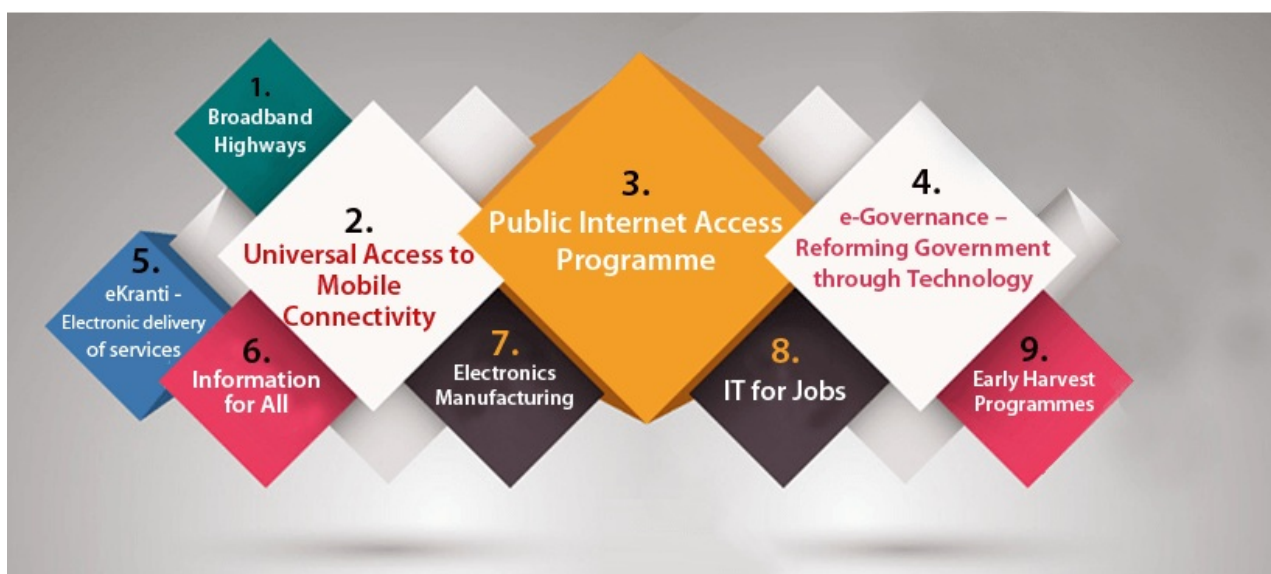 1.
Broadband
Highways
2.
Universal Access to
Mobile
Connectivity
3.
Public Internet Access
Programme
4.
e-Governance –
Reforming Government
through Technology
5.
eKranti -
Electronic delivery
of services
6.
Information
for All
7.
Electronics
Manufacturing
8.
IT for Jobs
9.
Early Harvest
Programmes